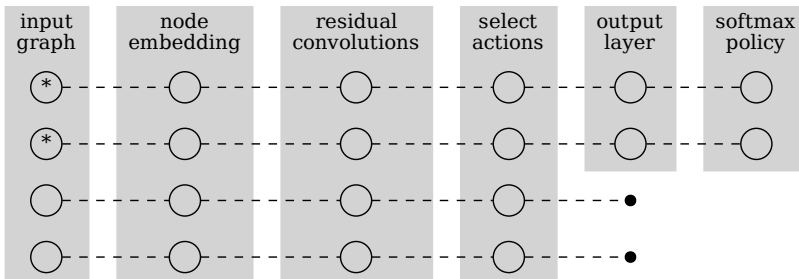 input
graph
node
embedding
residual
convolutions
select
actions
output
layer
softmax
policy
*
*